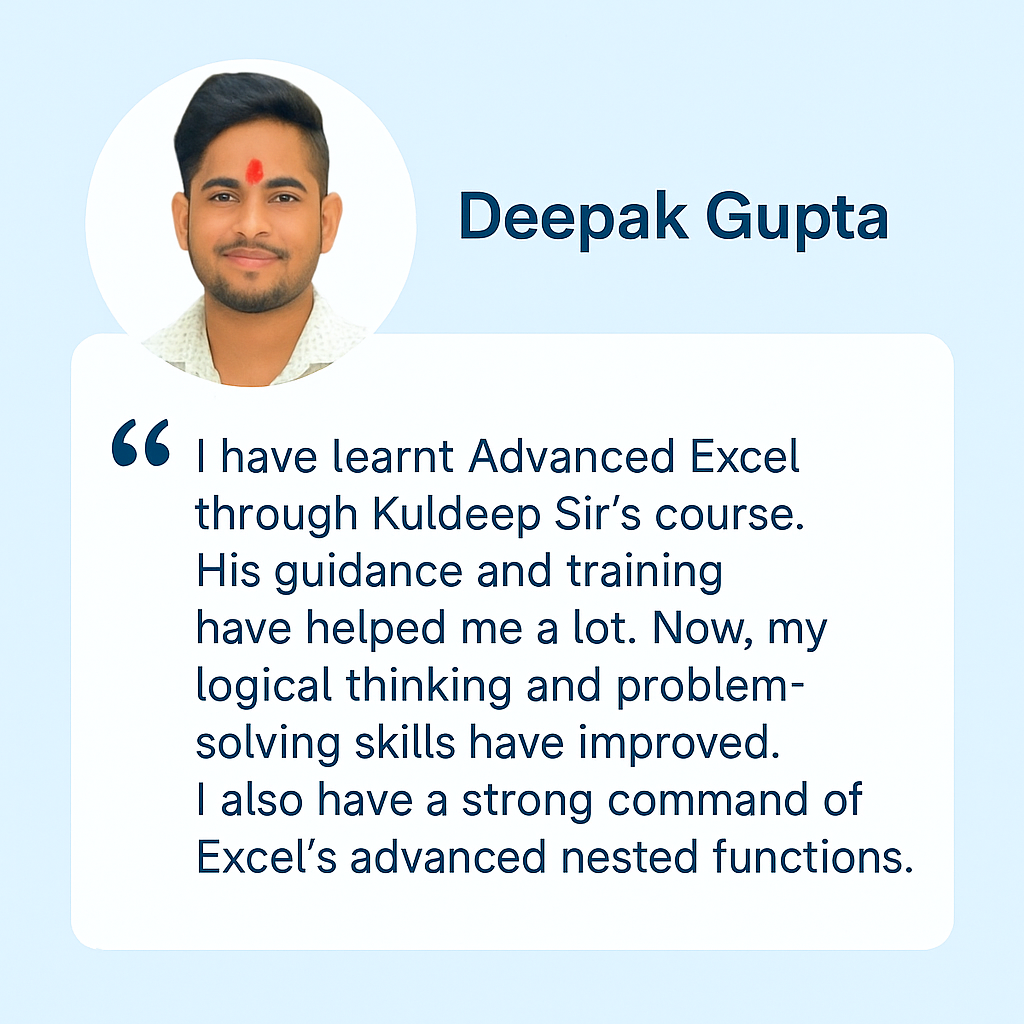 Deepak Gupta
“ I have learnt Advanced Excel
through Kuldeep Sir’s course.
His guidance and training
have helped me a lot. Now, my
logical thinking and problem-
solving skills have improved.
I also have a strong command of
Excel’s advanced nested functions.